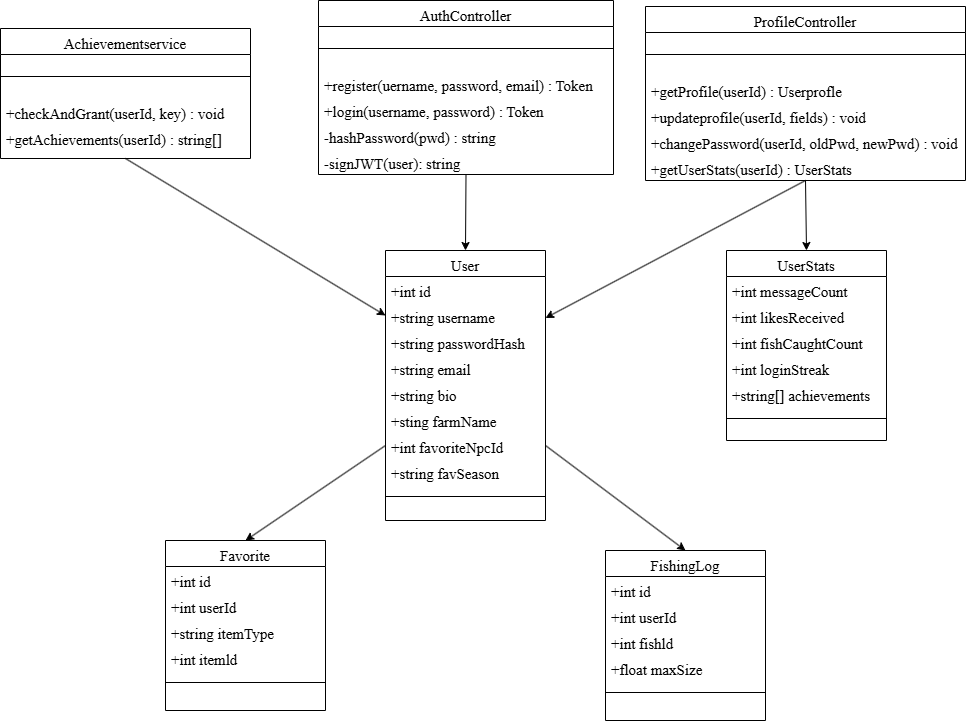 Achievementservice
+checkAndGrant(userId, key) : void
+getAchievements(userId) : string[]
AuthController
+register(uername, password, email) : Token
+login(username, password) : Token
-hashPassword(pwd) : string
-signJWT(user): string
ProfileController
+getProfile(userId) : Userprofle
+updateprofile(userId, fields) : void
+changePassword(userId, oldPwd, newPwd) : void
+getUserStats(userId) : UserStats
User
+int id
+string username
+string passwordHash
+string email
+string bio
+sting farmName
+int favoriteNpcId
+string favSeason
UserStats
+int messageCount
+int likesReceived
+int fishCaughtCount
+int loginStreak
+string[] achievements
Favorite
+int id
+int userId
+string itemType
+int itemld
FishingLog
+int id
+int userId
+int fishld
+float maxSize